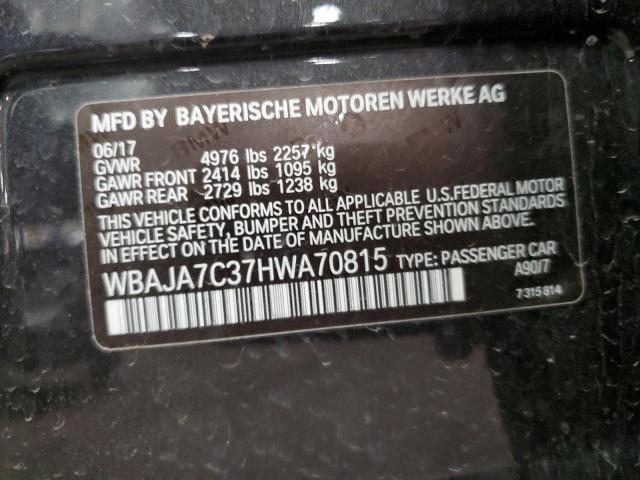 MFD BY BAYERISCHE MOTOREN WERKE AG
06/17
GVWR 4976 lbs 2257 kg
GAWR FRONT 2414 lbs 1095 kg
GAWR REAR 2729 lbs 1238 kg
THIS VEHICLE CONFORMS TO ALL APPLICABLE U.S.FEDERAL MOTOR
VEHICLE SAFETY, BUMPER AND THEFT PREVENTION STANDARDS
IN EFFECT ON THE DATE OF MANUFACTURE SHOWN ABOVE.
WBAJA7C37HWA70815 TYPE: PASSENGER CAR
A90/7
7315814